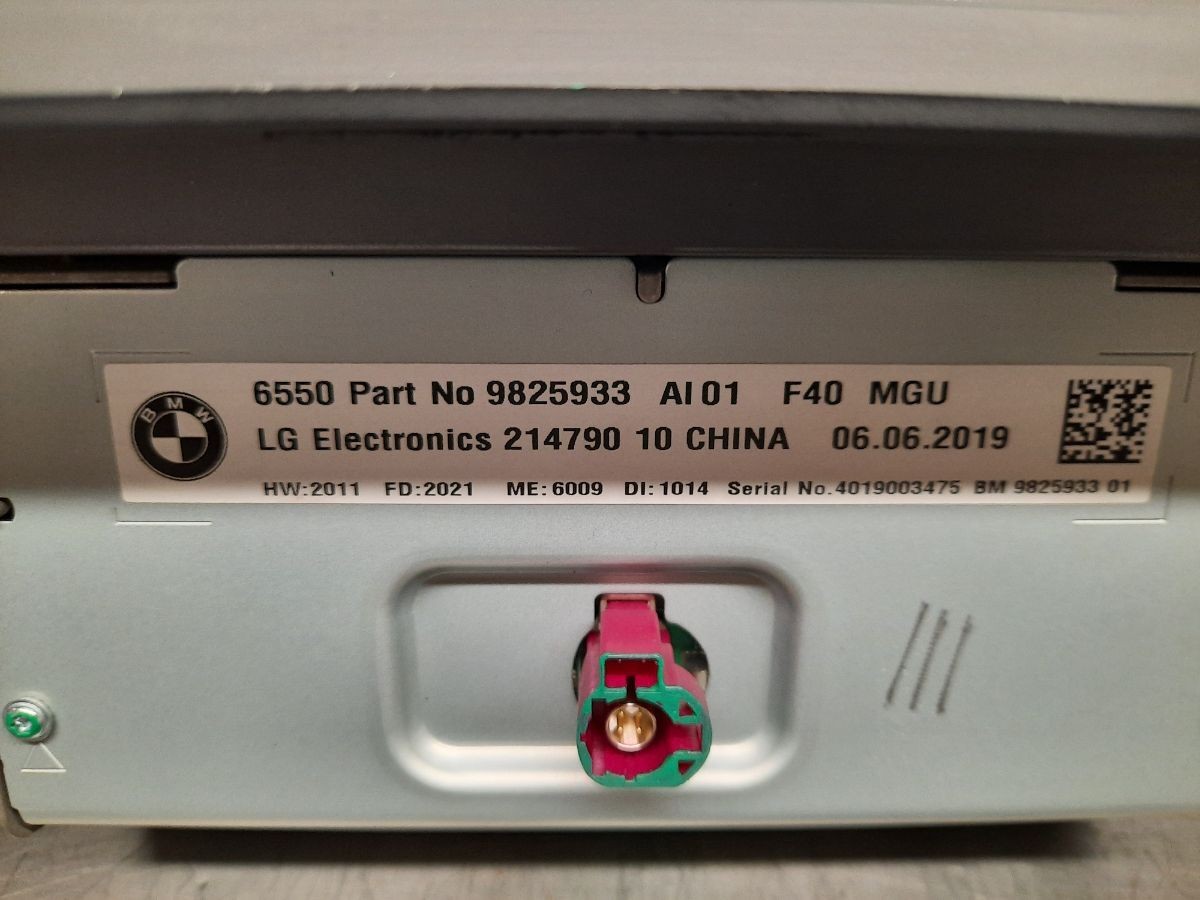 BMW
6550 Part No 9825933 AI 01 F40 MGU
LG Electronics 214790 10 CHINA 06.06.2019
HW:2011 FD:2021 ME:6009 DI:1014 Serial No.4019003475 BM 9825933 01